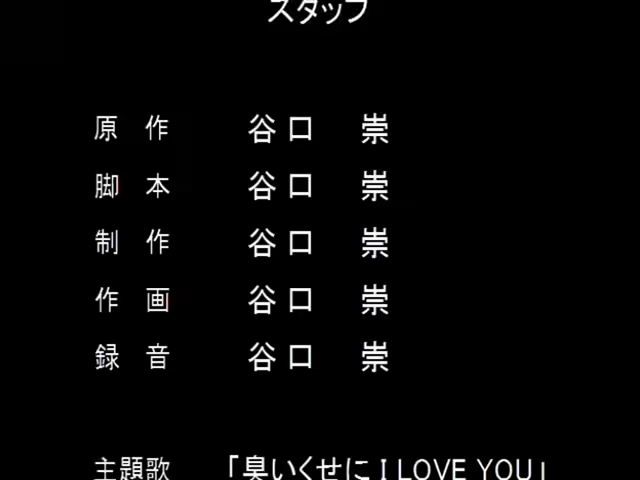 スタッフ
原 作 谷口 崇
脚 本 谷口 崇
制 作 谷口 崇
作 画 谷口 崇
録 音 谷口 崇
主題歌 「臭いくせに I LOVE YOU」